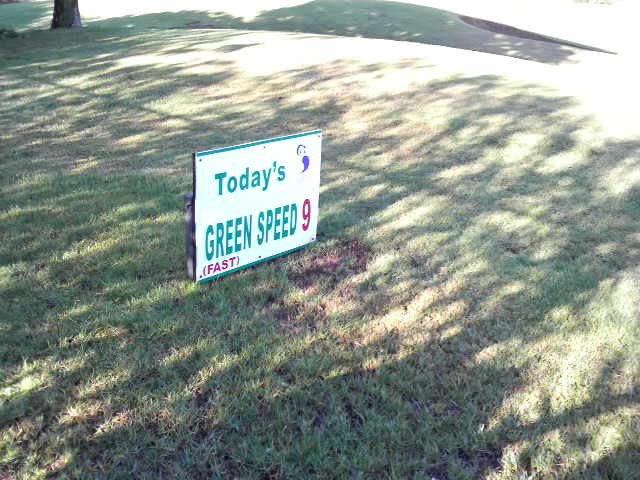 Today's
GREEN SPEED 9
(FAST)